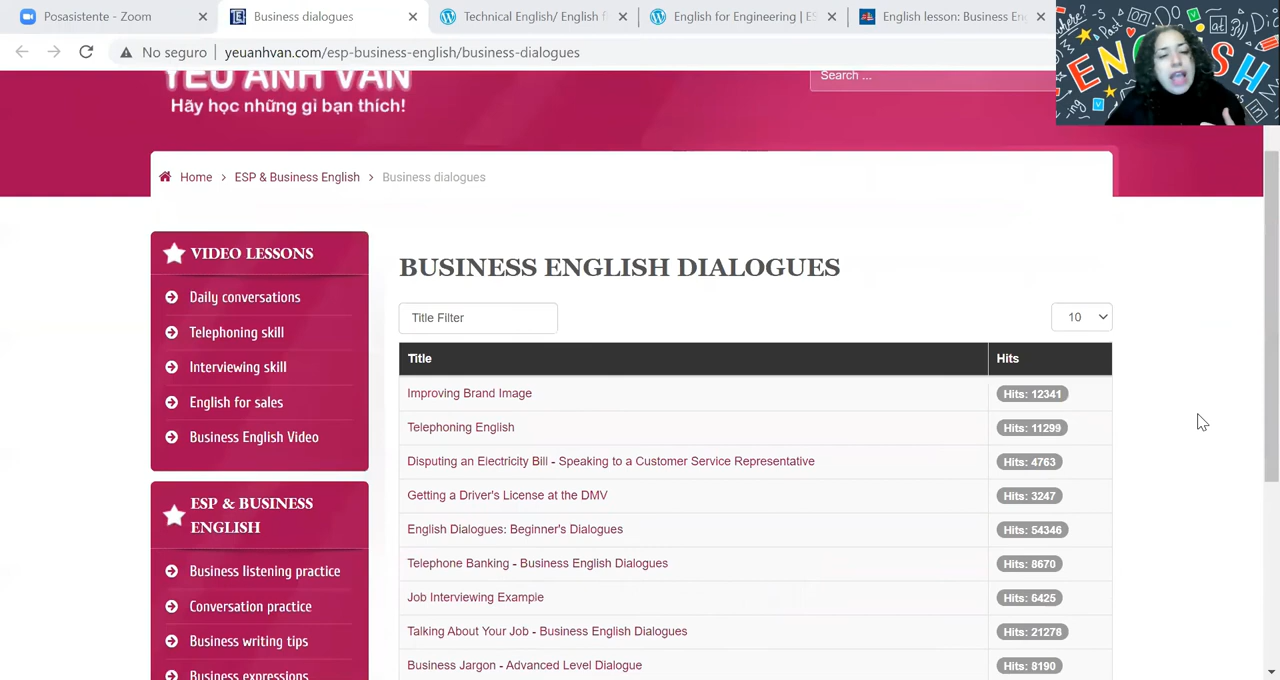 Posasistente - Zoom
Business dialogues
Technical English/ English f
English for Engineering | ES
English lesson: Business En
No seguro
yeuanhvan.com/esp-business-english/business-dialogues
ENGLISH
YEU ANH VAN
Hãy học những gì bạn thích!
Search ...
Home > ESP & Business English > Business dialogues
VIDEO LESSONS
Daily conversations
Telephoning skill
Interviewing skill
English for sales
Business English Video
ESP & BUSINESS
ENGLISH
Business listening practice
Conversation practice
Business writing tips
Business expressions
BUSINESS ENGLISH DIALOGUES
Title Filter
10
Title Hits
Improving Brand Image Hits: 12341
Telephoning English Hits: 11299
Disputing an Electricity Bill - Speaking to a Customer Service Representative Hits: 4763
Getting a Driver's License at the DMV Hits: 3247
English Dialogues: Beginner's Dialogues Hits: 54346
Telephone Banking - Business English Dialogues Hits: 8670
Job Interviewing Example Hits: 6425
Talking About Your Job - Business English Dialogues Hits: 21278
Business Jargon - Advanced Level Dialogue Hits: 8190